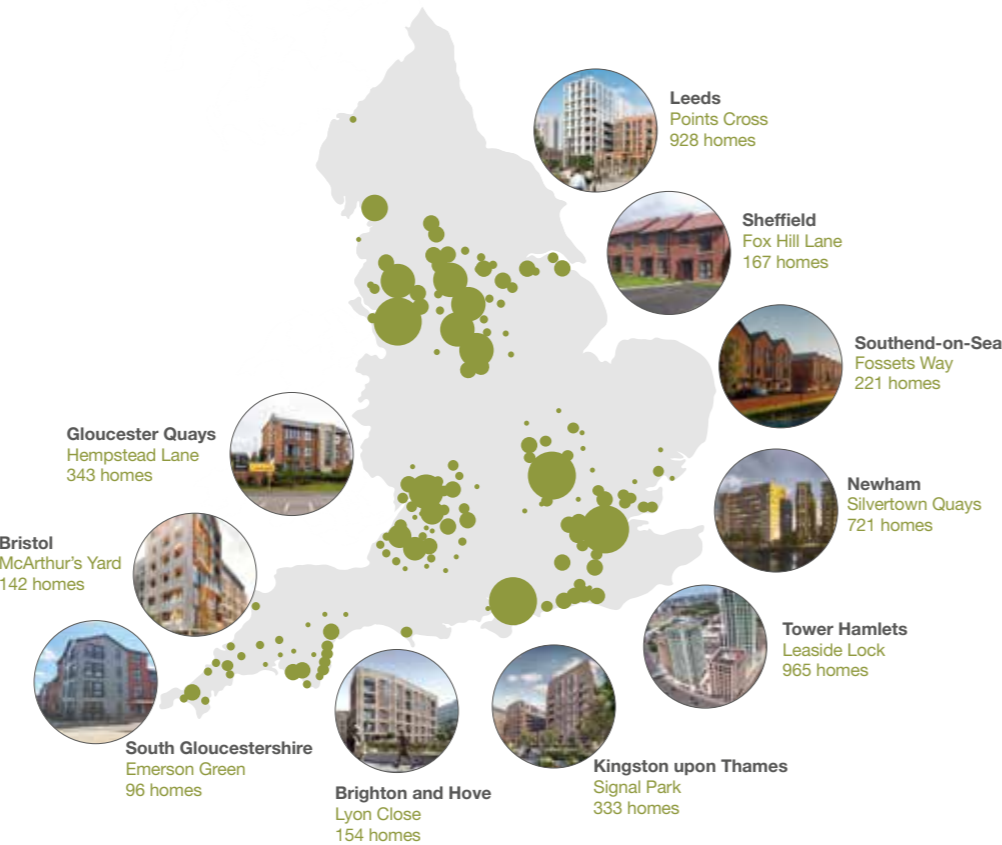 Leeds
Points Cross
928 homes
Sheffield
Fox Hill Lane
167 homes
Southend-on-Sea
Fossets Way
221 homes
Gloucester Quays
Hempstead Lane
343 homes
Newham
Silvertown Quays
721 homes
Bristol
McArthur's Yard
142 homes
Tower Hamlets
Leaside Lock
965 homes
South Gloucestershire
Emerson Green
96 homes
Kingston upon Thames
Signal Park
333 homes
Brighton and Hove
Lyon Close
154 homes